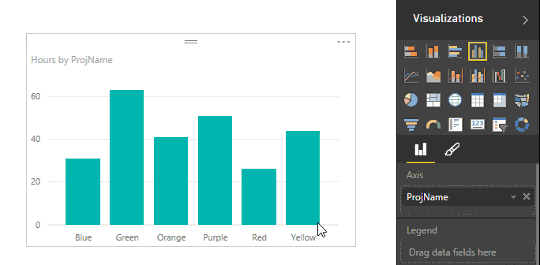 Visualizations
Hours by ProjName
60
40
20
0
Blue Green Orange Purple Red Yellow
123
Axis
ProjName
Legend
Drag data fields here